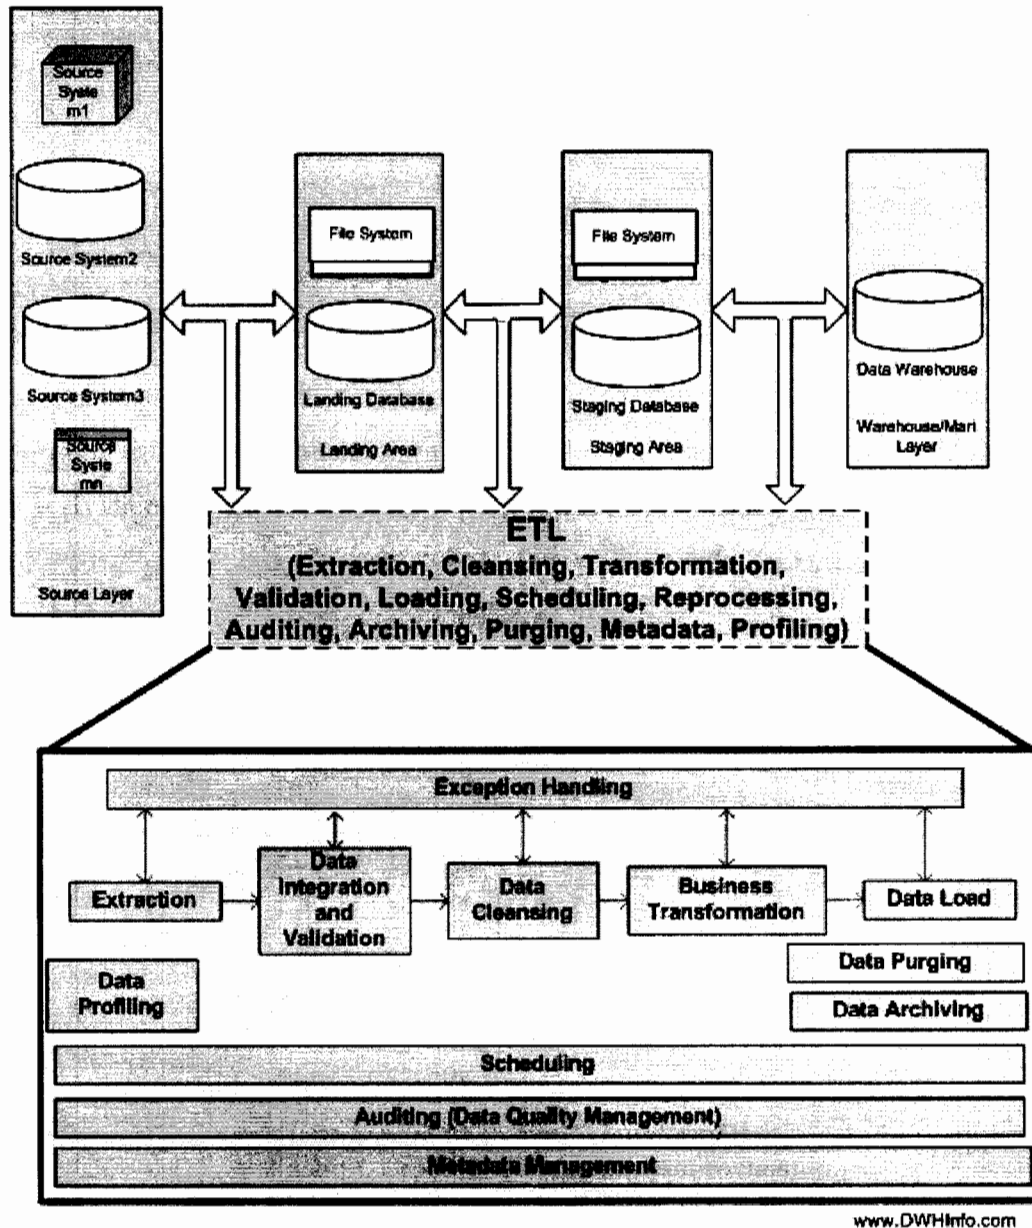 Source
Syste
m1
Source System2
Source System3
Source
Syste
mn
Source Layer
File System
Landing Database
Landing Area
File System
Staging Database
Staging Area
Data Warehouse
Warehouse/Mart
Layer
ETL
(Extraction, Cleansing, Transformation,
Validation, Loading, Scheduling, Reprocessing,
Auditing, Archiving, Purging, Metadata, Profiling)
Exception Handling
Extraction
Data
Integration
and
Validation
Data
Cleansing
Business
Transformation
Data Load
Data
Profiling
Data Purging
Data Archiving
Scheduling
Auditing (Data Quality Management)
Metadada Management
www.DWHInfo.com